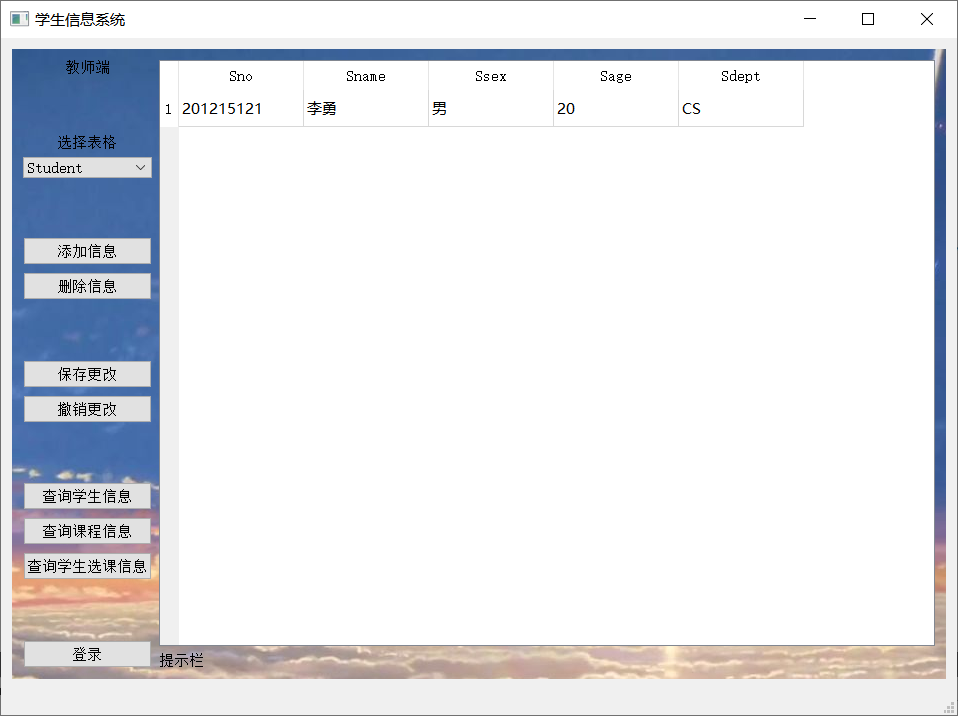 学生信息系统
教师端
选择表格
Student
添加信息
删除信息
保存更改
撤销更改
查询学生信息
查询课程信息
查询学生选课信息
登录
Sno Sname Ssex Sage Sdept
1 201215121 李勇 男 20 CS
提示栏